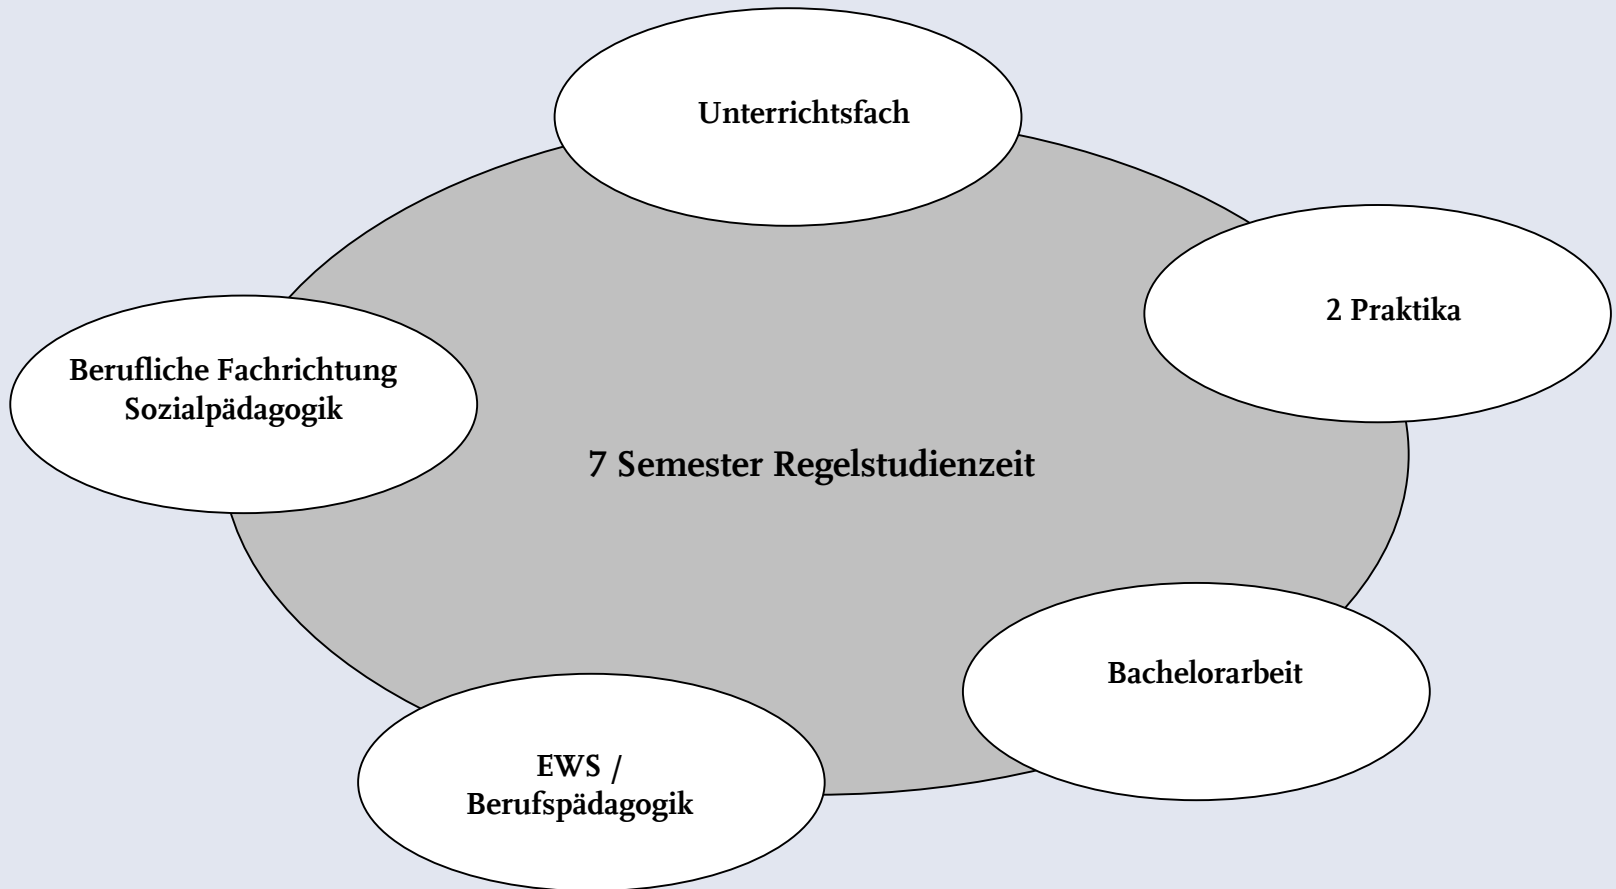 Unterrichtsfach
2 Praktika
Berufliche Fachrichtung
Sozialpädagogik
7 Semester Regelstudienzeit
Bachelorarbeit
EWS /
Berufspädagogik